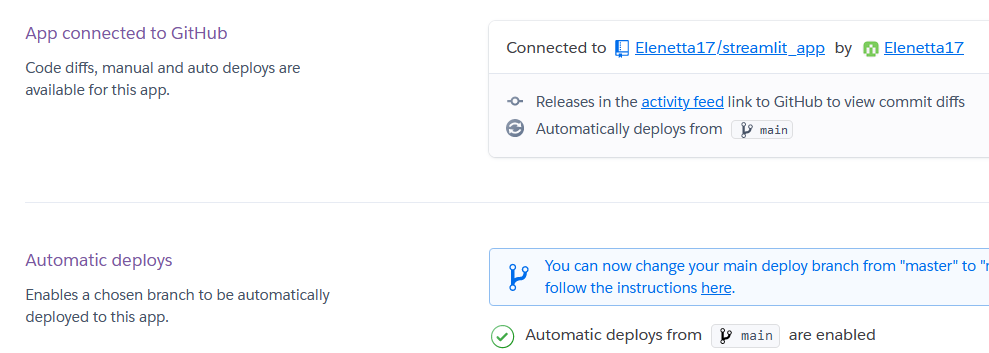 App connected to GitHub
Code diffs, manual and auto deploys are
available for this app.
Connected to Elenetta17/streamlit_app by Elenetta17
Releases in the activity feed link to GitHub to view commit diffs
Automatically deploys from main
Automatic deploys
Enables a chosen branch to be automatically
deployed to this app.
You can now change your main deploy branch from "master" to "
follow the instructions here.
Automatic deploys from main are enabled